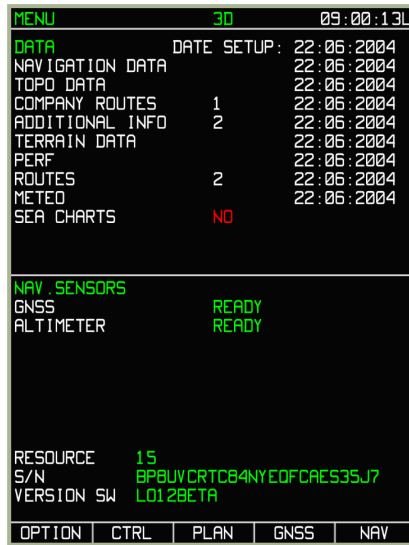 MENU 3D 09:00:13L
DATA DATE SETUP: 22:06:2004
NAVIGATION DATA 22:06:2004
TOPO DATA 22:06:2004
COMPANY ROUTES 1 22:06:2004
ADDITIONAL INFO 2 22:06:2004
TERRAIN DATA 22:06:2004
PERF 22:06:2004
ROUTES 2 22:06:2004
METEO 22:06:2004
SEA CHARTS NO
NAV.SENSORS
GNSS READY
ALTIMETER READY
RESOURCE 15
S/N BP8UVCRTC84NYEDFCAES35J7
VERSION SW L012BETA
OPTION CTRL PLAN GNSS NAV